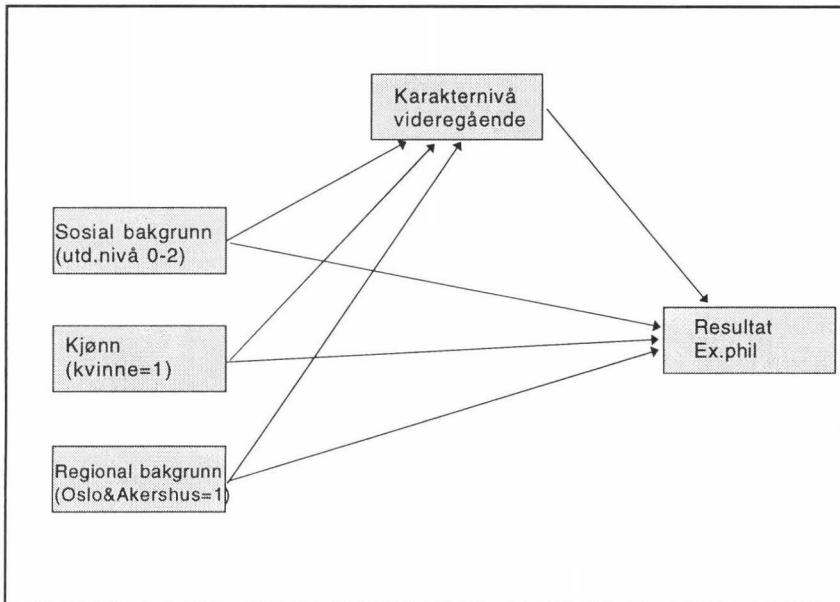 Karakternivå
videregående
Sosial bakgrunn
(utd.nivå 0-2)
Kjønn
(kvinne=1)
Resultat
Ex.phil
Regional bakgrunn
(Oslo&Akershus=1)